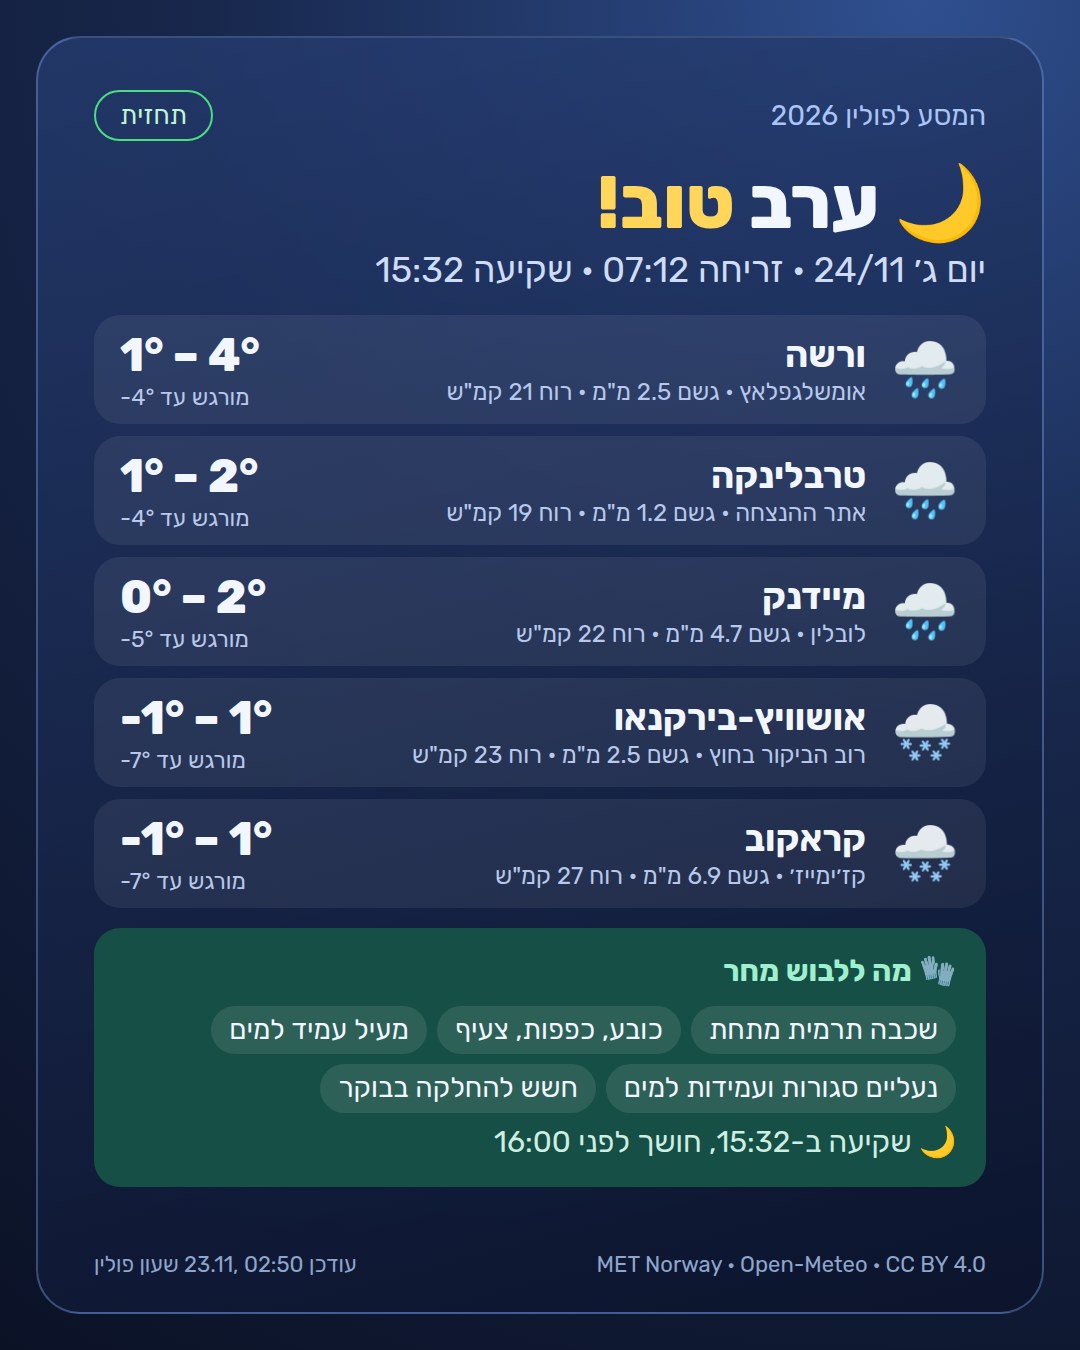 המסע לפולין 2026
תחזית
ערב טוב!
יום ג׳ 24/11 • זריחה 07:12 • שקיעה 15:32
ורשה
אומשלגפלאץ • גשם 2.5 מ"מ • רוח 21 קמ"ש
1° – 4°
מורגש עד -4°
טרבלינקה
אתר ההנצחה • גשם 1.2 מ"מ • רוח 19 קמ"ש
1° – 2°
מורגש עד -4°
מיידנק
לובלין • גשם 4.7 מ"מ • רוח 22 קמ"ש
0° – 2°
מורגש עד -5°
אושוויץ-בירקנאו
רוב הביקור בחוץ • גשם 2.5 מ"מ • רוח 23 קמ"ש
-1° – 1°
מורגש עד -7°
קראקוב
קז׳ימייז׳ • גשם 6.9 מ"מ • רוח 27 קמ"ש
-1° – 1°
מורגש עד -7°
מה ללבוש מחר
שכבה תרמית מתחת
כובע, כפפות, צעיף
מעיל עמיד למים
נעליים סגורות ועמידות למים
חשש להחלקה בבוקר
שקיעה ב-15:32, חושך לפני 16:00
MET Norway • Open-Meteo • CC BY 4.0
עודכן 23.11, 02:50 שעון פולין